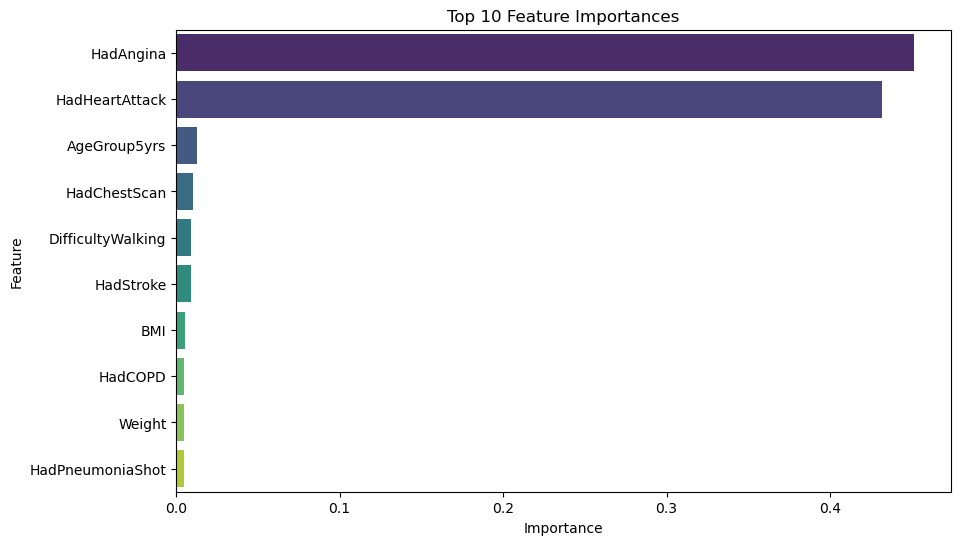 Top 10 Feature Importances
HadAngina
HadHeartAttack
AgeGroup5yrs
HadChestScan
DifficultyWalking
HadStroke
BMI
HadCOPD
Weight
HadPneumoniaShot
Feature
0.0 0.1 0.2 0.3 0.4
Importance